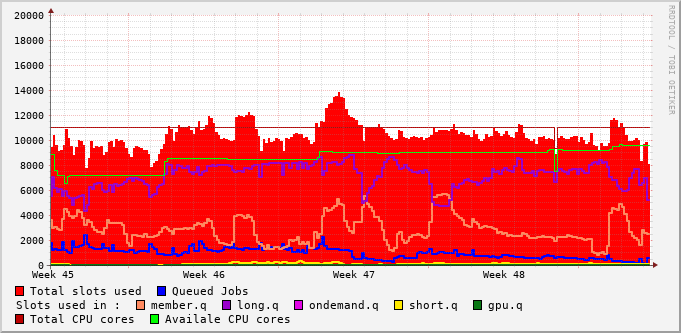 20000
18000
16000
14000
12000
10000
8000
6000
4000
2000
0
Week 45 Week 46 Week 47 Week 48
RRDTOOL / TOBI OETIKER
Total slots used Queued Jobs
Slots used in : member.q long.q ondemand.q short.q gpu.q
Total CPU cores Availale CPU cores